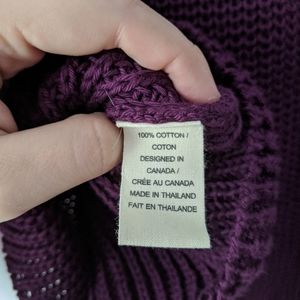 100% COTTON /
COTON
DESIGNED IN
CANADA /
CRÉE AU CANADA
MADE IN THAILAND
FAIT EN THAILANDE